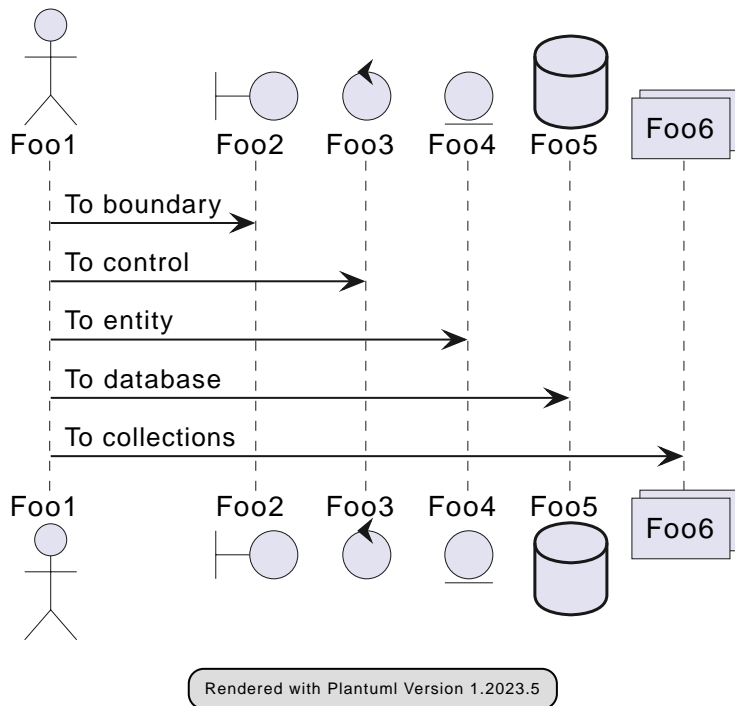 Foo1 Foo2 Foo3 Foo4 Foo5 Foo6
To boundary
To control
To entity
To database
To collections
Foo1 Foo2 Foo3 Foo4 Foo5 Foo6
Rendered with Plantuml Version 1.2023.5